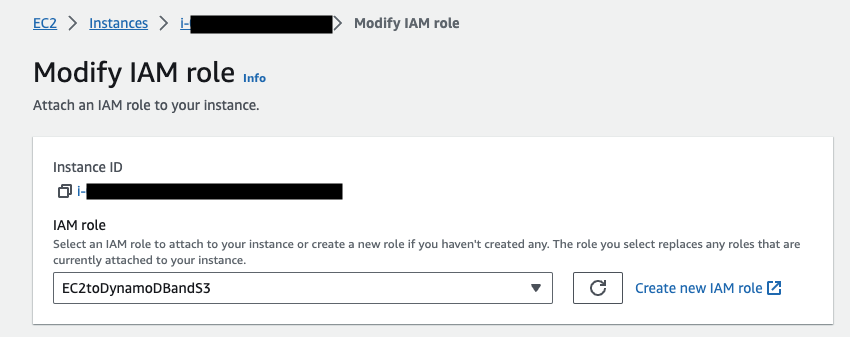 EC2 > Instances > i- > Modify IAM role
Modify IAM role Info
Attach an IAM role to your instance.
Instance ID
i-
IAM role
Select an IAM role to attach to your instance or create a new role if you haven't created any. The role you select replaces any roles that are
currently attached to your instance.
EC2toDynamoDBandS3 Create new IAM role